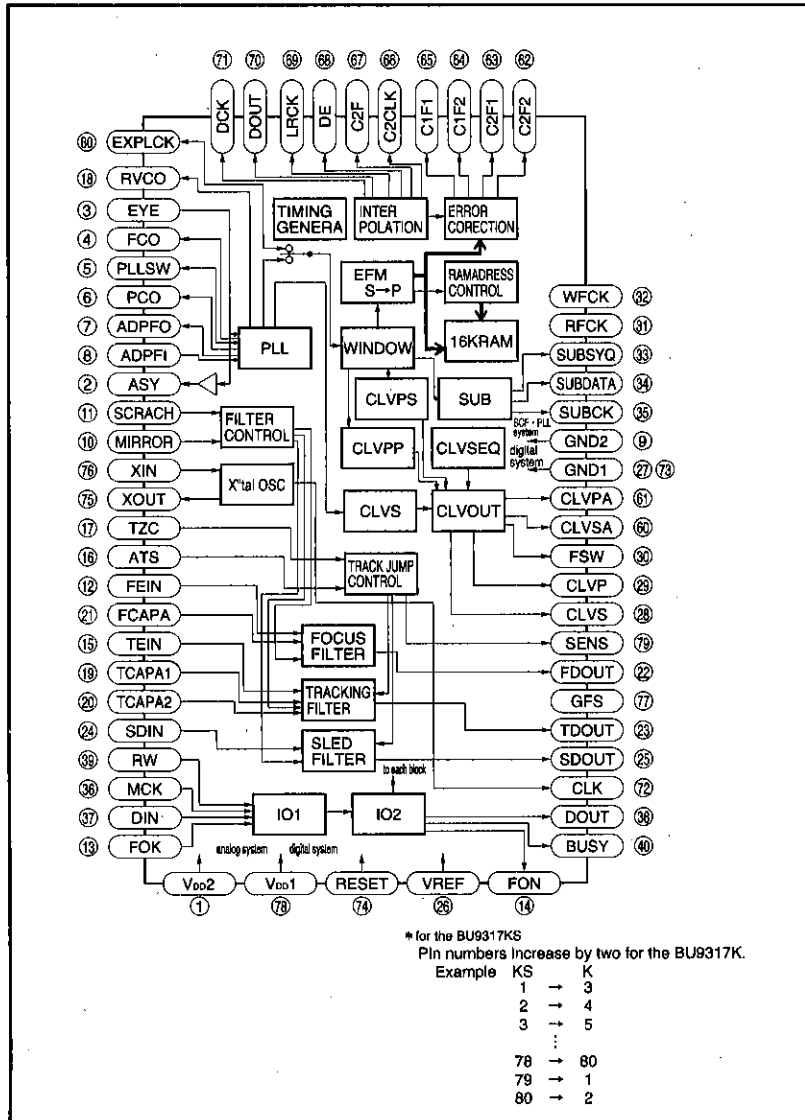 71 70 69 68 67 66 65 64 63 62
DCK DOUT LRCK DE C2F C2CLK C1F1 C1F2 C2F1 C2F2
80 EXPLCK
18 RVCO
3 EYE
4 FCO
5 PLLSW
6 PCO
7 ADPFO
8 ADPFI
2 ASY
11 SCRACH
10 MIRROR
76 XIN
75 XOUT
17 TZC
16 ATS
12 FEIN
21 FCAPA
15 TEIN
19 TCAPA1
20 TCAPA2
24 SDIN
39 RW
36 MCK
37 DIN
13 FOK
TIMING
GENERA
INTER
POLATION
ERROR
CORECTION
EFM
S→P
RAMADRESS
CONTROL
16KRAM
PLL
WINDOW
CLVPS
SUB
FILTER
CONTROL
CLVPP
CLVSEQ
X'tal OSC
CLVS
CLVOUT
TRACK JUMP
CONTROL
FOCUS
FILTER
TRACKING
FILTER
SLED
FILTER
to each block
IO1
IO2
analog system
digital system
SCF・PLL
system
digital
system
WFCK 32
RFCK 31
SUBSYQ 33
SUBDATA 34
SUBCK 35
GND2 9
GND1 27 73
CLVPA 61
CLVSA 60
FSW 30
CLVP 29
CLVS 28
SENS 79
FDOUT 22
GFS 77
TDOUT 23
SDOUT 25
CLK 72
DOUT 38
BUSY 40
VDD2 VDD1 RESET VREF FON
1 78 74 26 14
* for the BU9317KS
Pin numbers increase by two for the BU9317K.
Example KS K
1 → 3
2 → 4
3 → 5
⋮
78 → 80
79 → 1
80 → 2